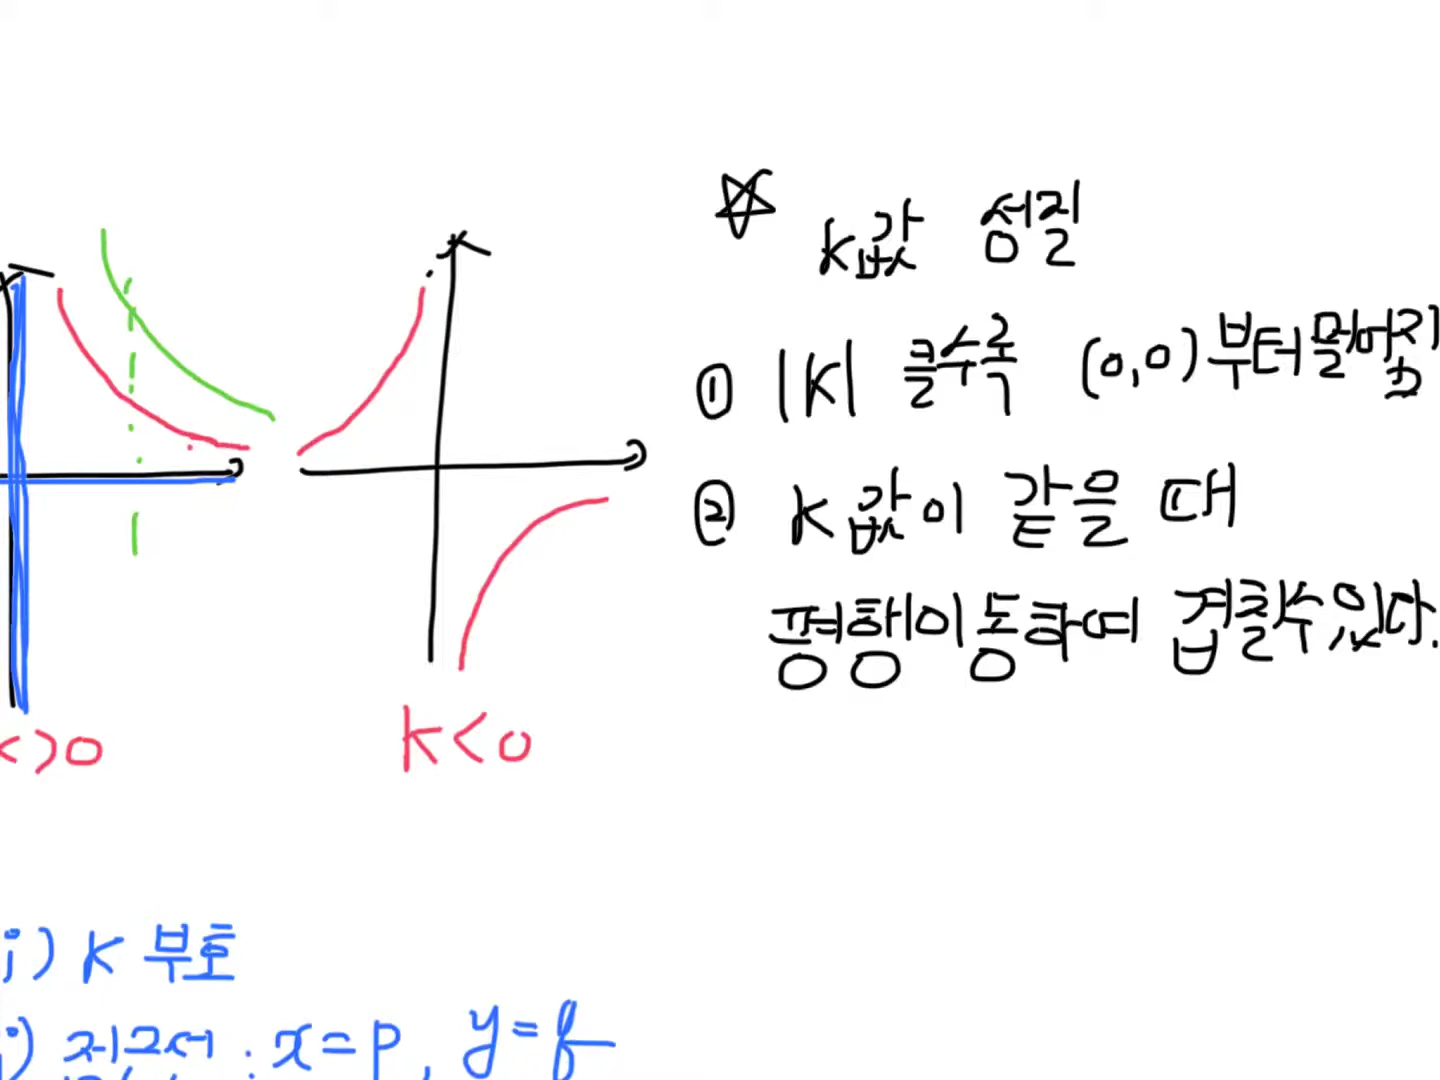 ☆ K값 성질
① |K| 클수록 (0,0)부터 멀어짐
② K값이 같을 때
평행이동하여 겹칠수있다.
1
K>0
K<0
i) K 부호
i) 점근선 : x=p, y=q